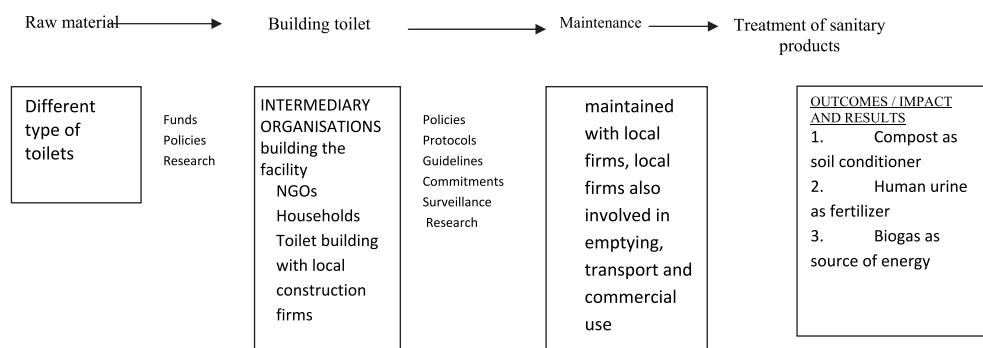 Raw material
Building toilet
Maintenance
Treatment of sanitary
products
Different
type of
toilets
Funds
Policies
Research
INTERMEDIARY
ORGANISATIONS
building the
facility
NGOs
Households
Toilet building
with local
construction
firms
Policies
Protocols
Guidelines
Commitments
Surveillance
Research
maintained
with local
firms, local
firms also
involved in
emptying,
transport and
commercial
use
OUTCOMES / IMPACT
AND RESULTS
1. Compost as
soil conditioner
2. Human urine
as fertilizer
3. Biogas as
source of energy